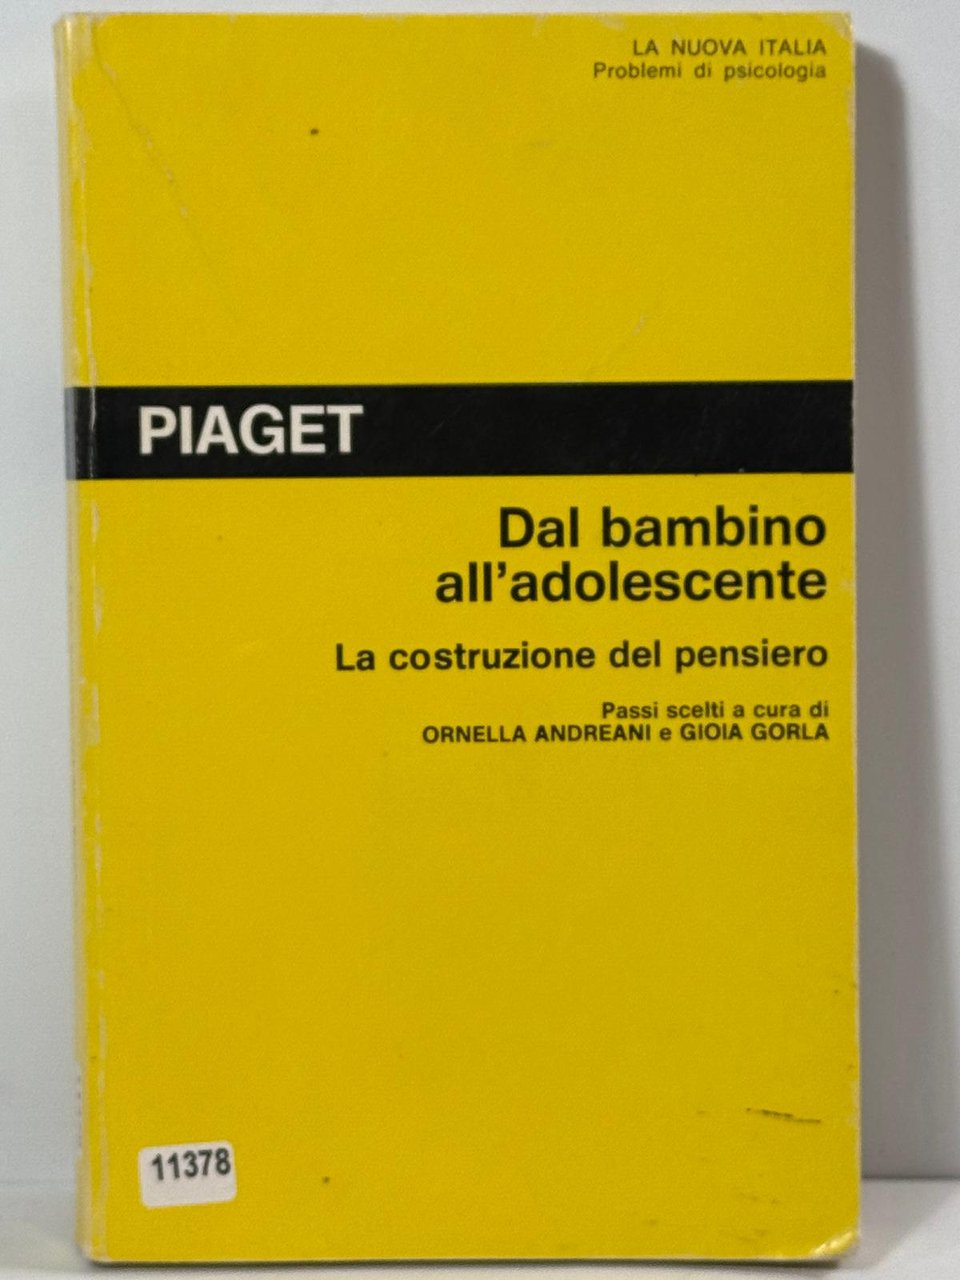 LA NUOVA ITALIA
Problemi di psicologia
PIAGET
Dal bambino
all'adolescente
La costruzione del pensiero
Passi scelti a cura di
ORNELLA ANDREANI e GIOIA GORLA
11378